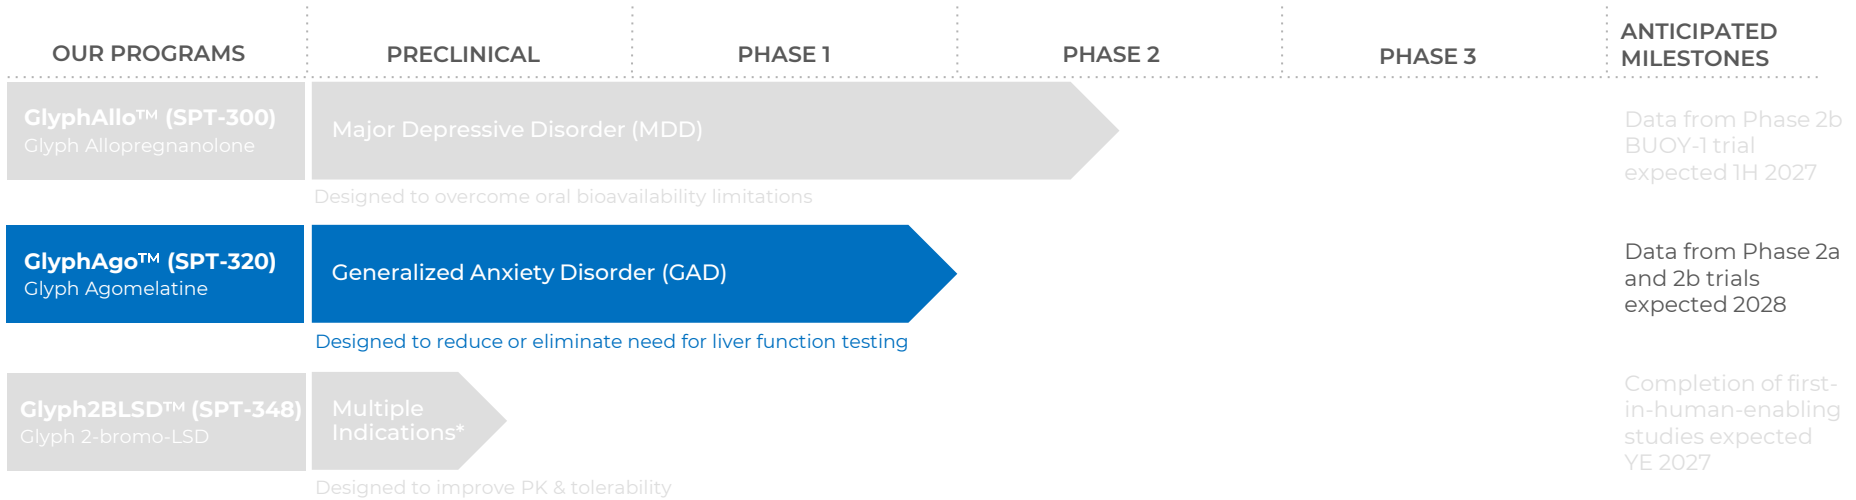 OUR PROGRAMS
PRECLINICAL
PHASE 1
PHASE 2
PHASE 3
ANTICIPATED
MILESTONES
GlyphAllo™ (SPT-300)
Glyph Allopregnanolone
Major Depressive Disorder (MDD)
Designed to overcome oral bioavailability limitations
Data from Phase 2b
BUOY-1 trial
expected 1H 2027
GlyphAgo™ (SPT-320)
Glyph Agomelatine
Generalized Anxiety Disorder (GAD)
Designed to reduce or eliminate need for liver function testing
Data from Phase 2a
and 2b trials
expected 2028
Glyph2BLSD™ (SPT-348)
Glyph 2-bromo-LSD
Multiple
Indications*
Designed to improve PK & tolerability
Completion of first-
in-human-enabling
studies expected
YE 2027